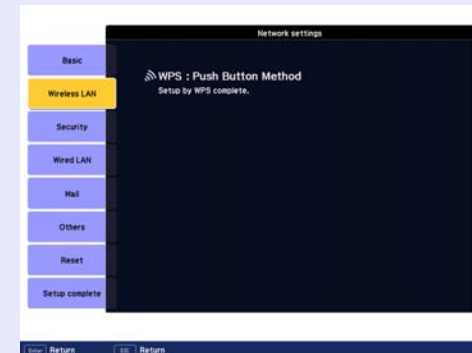 Network settings
Basic
Wireless LAN
Security
Wired LAN
Mail
Others
Reset
Setup complete
WPS : Push Button Method
Setup by WPS complete.
Enter Return Esc Return